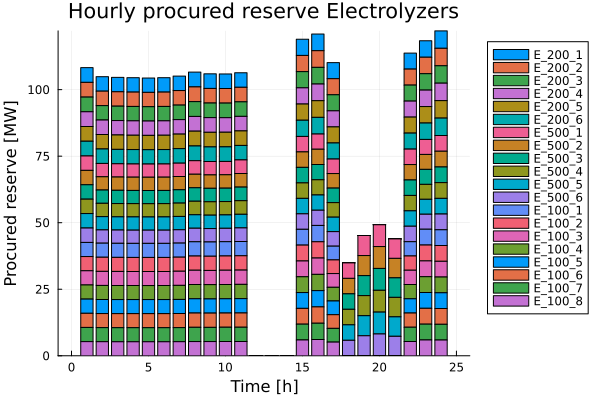 Hourly procured reserve Electrolyzers
Procured reserve [MW]
100
75
50
25
0
0
5
10
15
20
25
Time [h]
E_200_1
E_200_2
E_200_3
E_200_4
E_200_5
E_200_6
E_500_1
E_500_2
E_500_3
E_500_4
E_500_5
E_500_6
E_100_1
E_100_2
E_100_3
E_100_4
E_100_5
E_100_6
E_100_7
E_100_8